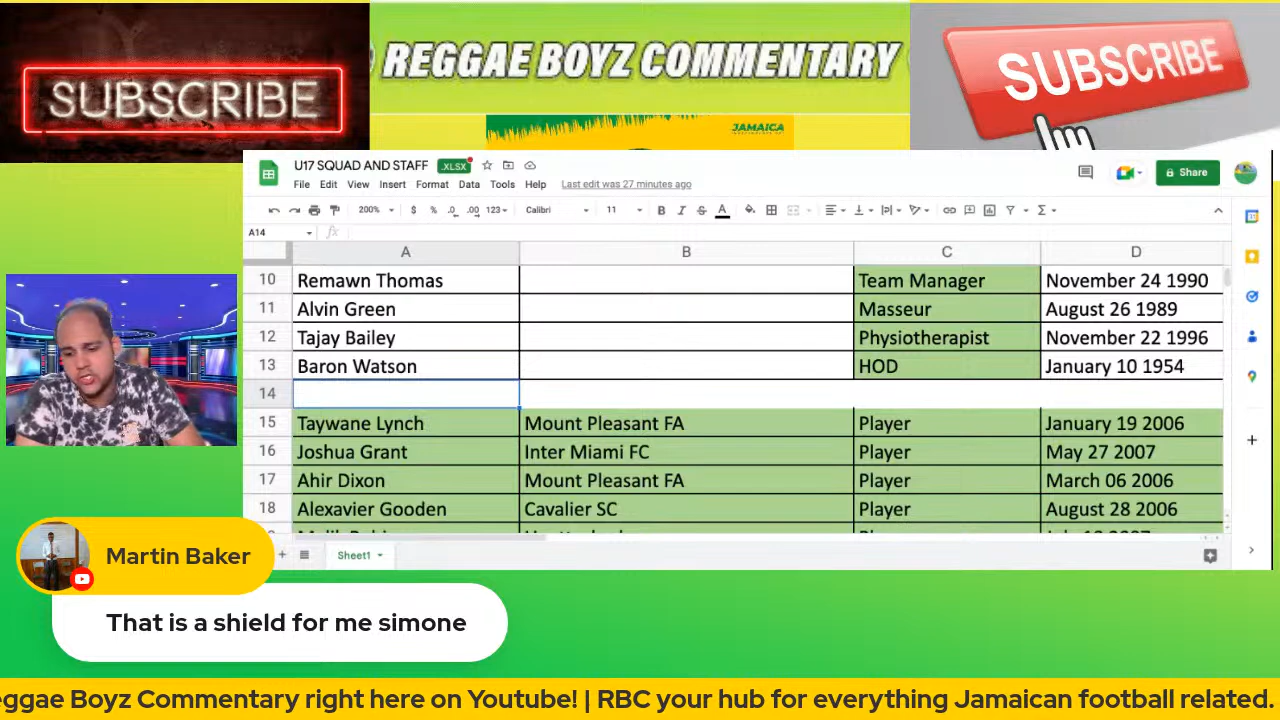 SUBSCRIBE
REGGAE BOYZ COMMENTARY
SUBSCRIBE
JAMAICA
U17 SQUAD AND STAFF .XLSX
File Edit View Insert Format Data Tools Help Last edit was 27 minutes ago
Share
200% $ % .0 .00 123 Calibri 11 B I S A
A14 fx
A B C D
10 Remawn Thomas Team Manager November 24 1990
11 Alvin Green Masseur August 26 1989
12 Tajay Bailey Physiotherapist November 22 1996
13 Baron Watson HOD January 10 1954
14
15 Taywane Lynch Mount Pleasant FA Player January 19 2006
16 Joshua Grant Inter Miami FC Player May 27 2007
17 Ahir Dixon Mount Pleasant FA Player March 06 2006
18 Alexavier Gooden Cavalier SC Player August 28 2006
Sheet1
Martin Baker
That is a shield for me simone
eggae Boyz Commentary right here on Youtube! | RBC your hub for everything Jamaican football related.